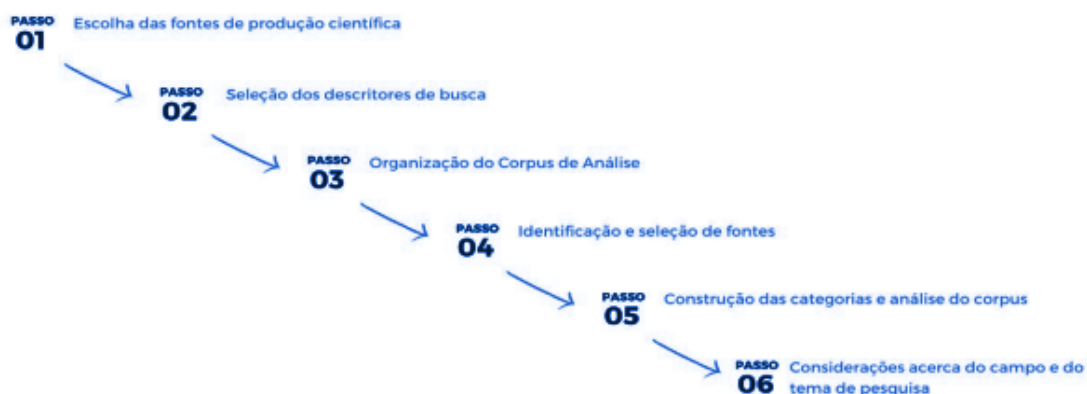 PASSO
01
Escolha das fontes de produção científica
PASSO
02
Seleção dos descritores de busca
PASSO
03
Organização do Corpus de Análise
PASSO
04
Identificação e seleção de fontes
PASSO
05
Construção das categorias e análise do corpus
PASSO
06
Considerações acerca do campo e do
tema de pesquisa